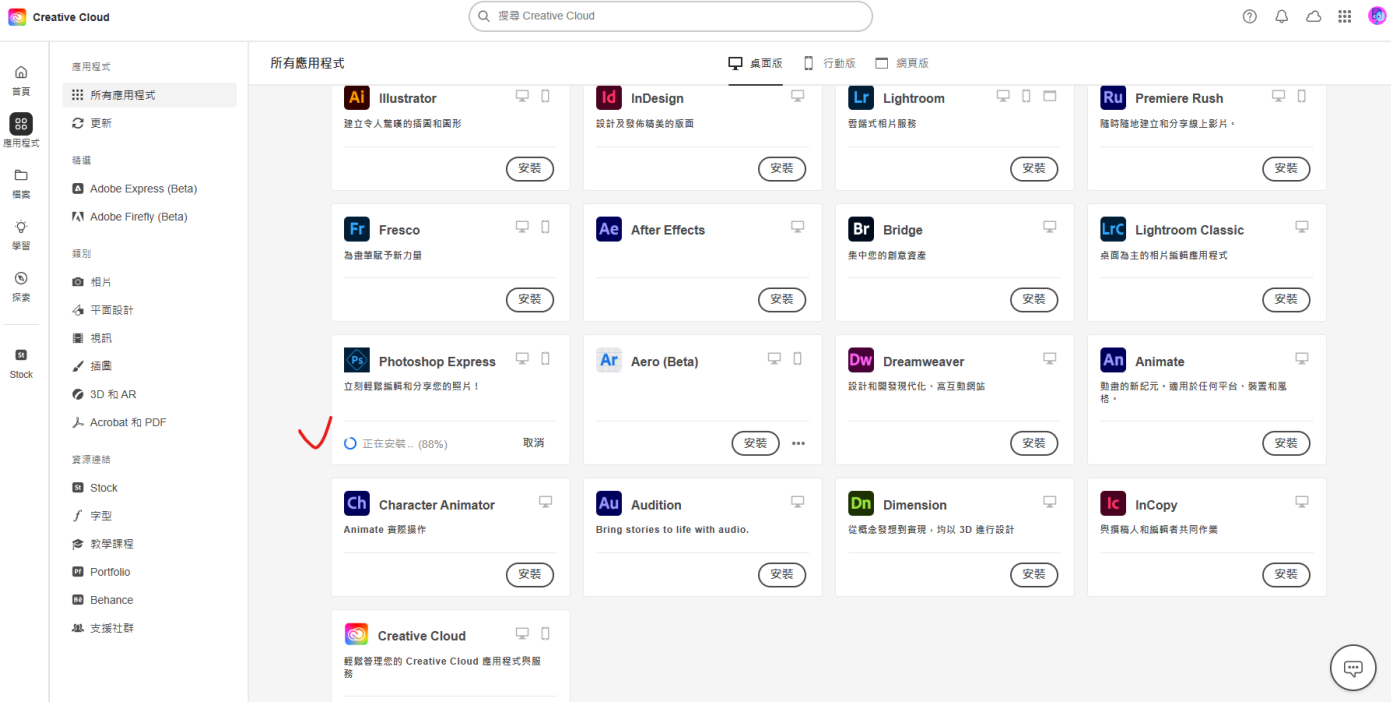 Creative Cloud
搜尋 Creative Cloud
首頁
應用程式
檔案
學習
探索
St
Stock
應用程式
所有應用程式
更新
精選
Adobe Express (Beta)
Adobe Firefly (Beta)
類別
相片
平面設計
視訊
插圖
3D 和 AR
Acrobat 和 PDF
資源連結
St Stock
字型
教學課程
Pf Portfolio
Bē Behance
支援社群
所有應用程式
桌面版
行動版
網頁版
Ai Illustrator
建立令人驚嘆的插圖和圖形
安裝
Id InDesign
設計及發佈精美的版面
安裝
Lr Lightroom
雲端式相片服務
安裝
Ru Premiere Rush
隨時隨地建立和分享線上影片。
安裝
Fr Fresco
為畫筆賦予新力量
安裝
Ae After Effects
安裝
Br Bridge
集中您的創意資產
安裝
LrC Lightroom Classic
桌面為主的相片編輯應用程式
安裝
Ps Photoshop Express
立刻輕鬆編輯和分享您的照片！
正在安裝.. (88%)
取消
Ar Aero (Beta)
安裝
Dw Dreamweaver
設計和開發現代化、高互動網站
安裝
An Animate
動畫的新紀元。適用於任何平台、裝置和風
格。
安裝
Ch Character Animator
Animate 實際操作
安裝
Au Audition
Bring stories to life with audio.
安裝
Dn Dimension
從概念發想到實現，均以 3D 進行設計
安裝
Ic InCopy
與撰稿人和編輯者共同作業
安裝
Creative Cloud
輕鬆管理您的 Creative Cloud 應用程式與服
務